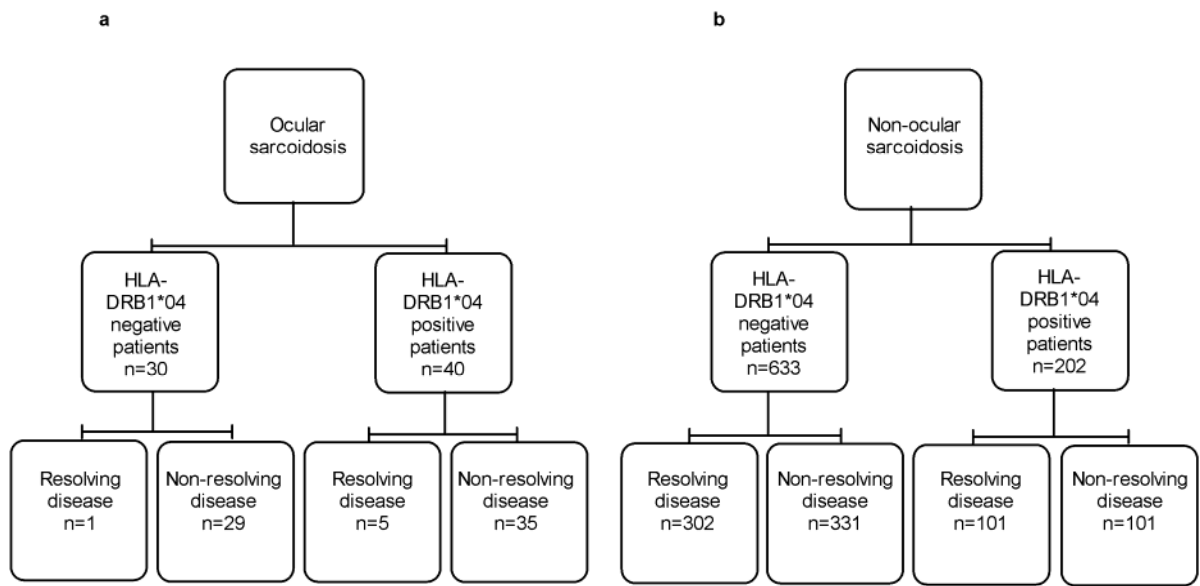 a
Ocular
sarcoidosis
HLA-
DRB1*04
negative
patients
n=30
HLA-
DRB1*04
positive
patients
n=40
Resolving
disease
n=1
Non-resolving
disease
n=29
Resolving
disease
n=5
Non-resolving
disease
n=35
b
Non-ocular
sarcoidosis
HLA-
DRB1*04
negative
patients
n=633
HLA-
DRB1*04
positive
patients
n=202
Resolving
disease
n=302
Non-resolving
disease
n=331
Resolving
disease
n=101
Non-resolving
disease
n=101